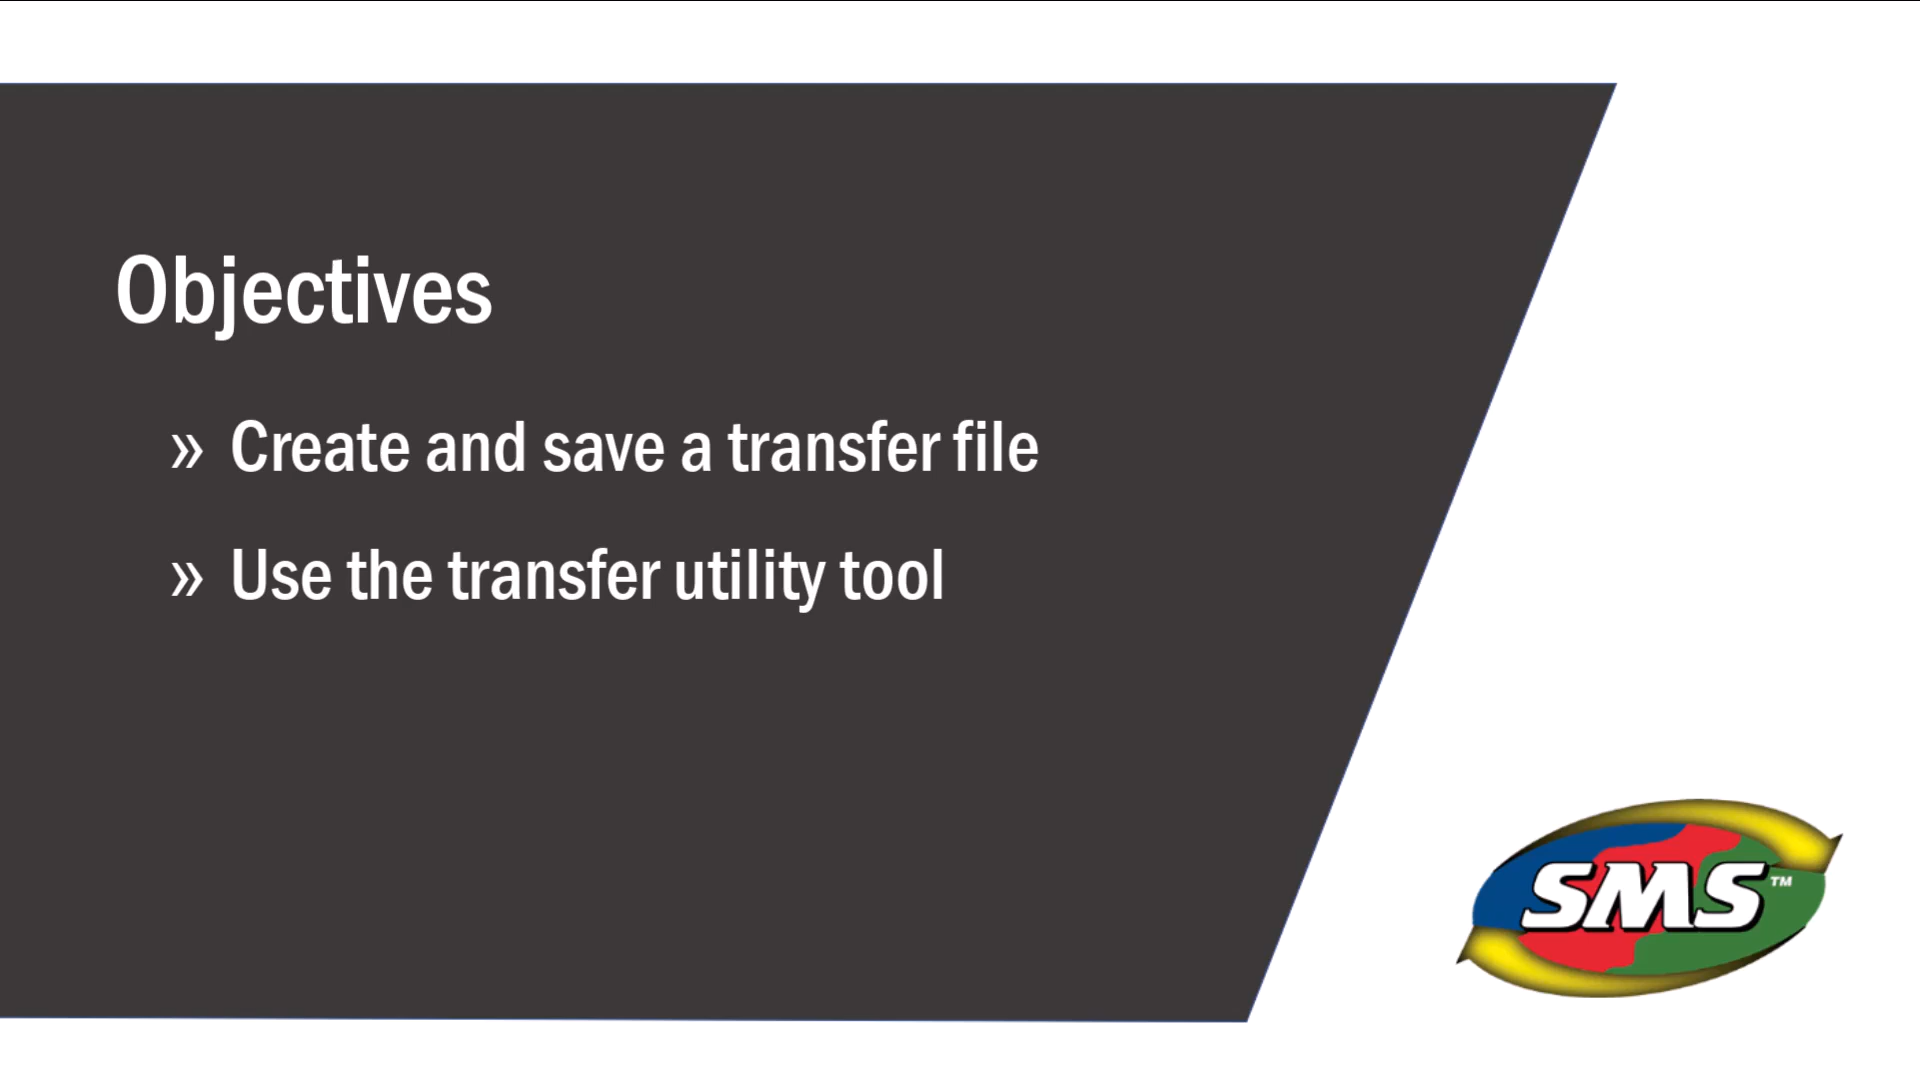 Objectives
» Create and save a transfer file
» Use the transfer utility tool
SMS™